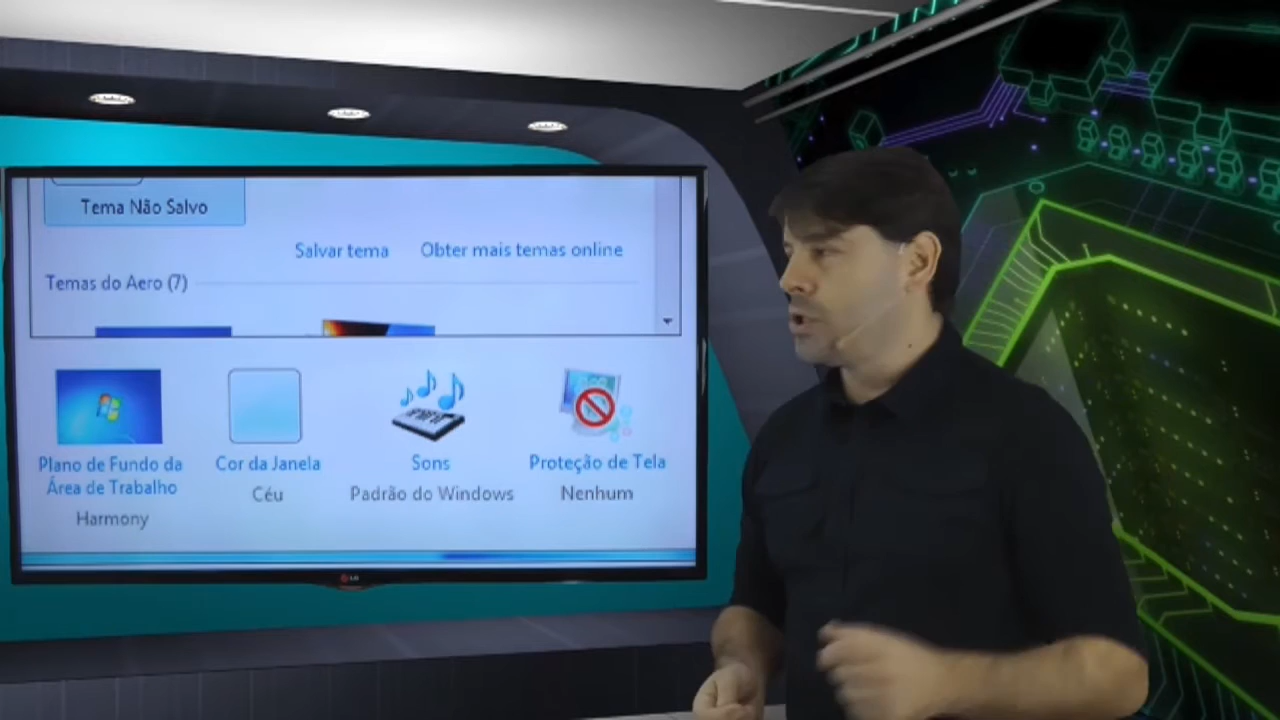 Tema Não Salvo
Salvar tema Obter mais temas online
Temas do Aero (7)
Plano de Fundo da
Área de Trabalho
Harmony
Cor da Janela
Céu
Sons
Padrão do Windows
Proteção de Tela
Nenhum
LG